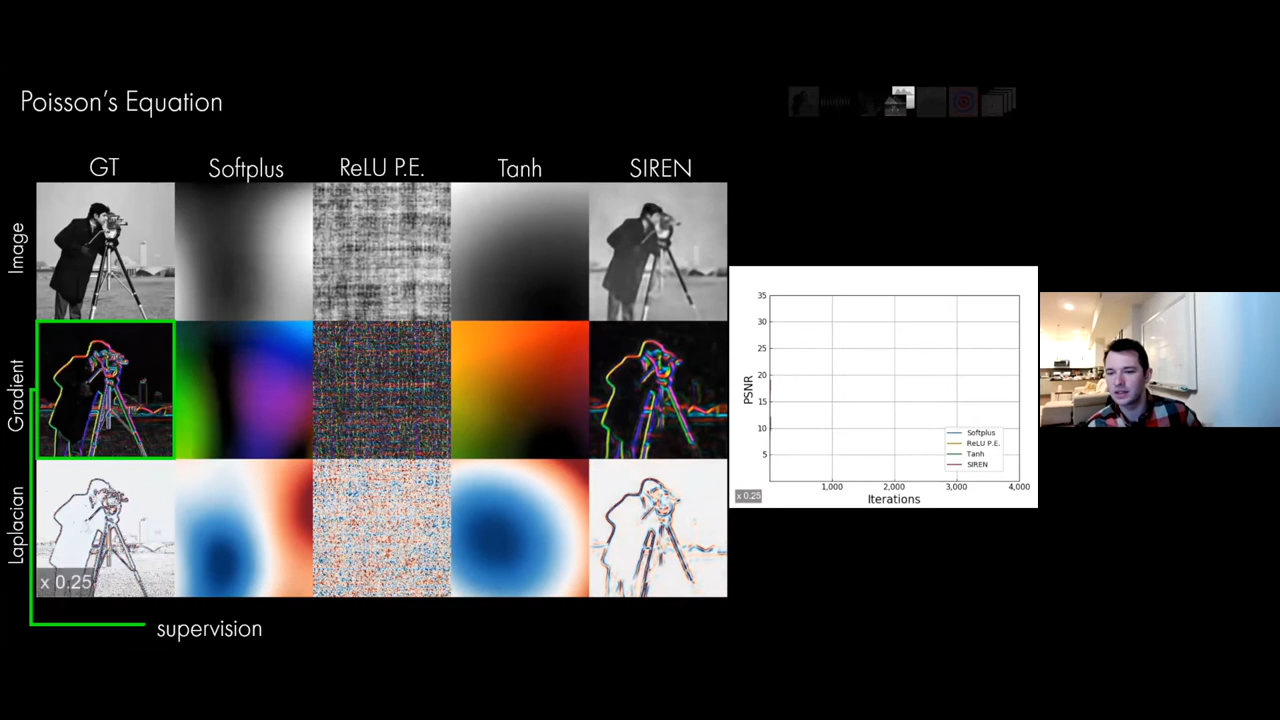 Poisson's Equation
GT
Softplus
ReLU P.E.
Tanh
SIREN
Image
Gradient
Laplacian
x 0.25
supervision
35
30
25
20
15
10
5
PSNR
Softplus
ReLU P.E.
Tanh
SIREN
x 0.25
1,000
2,000
3,000
4,000
Iterations